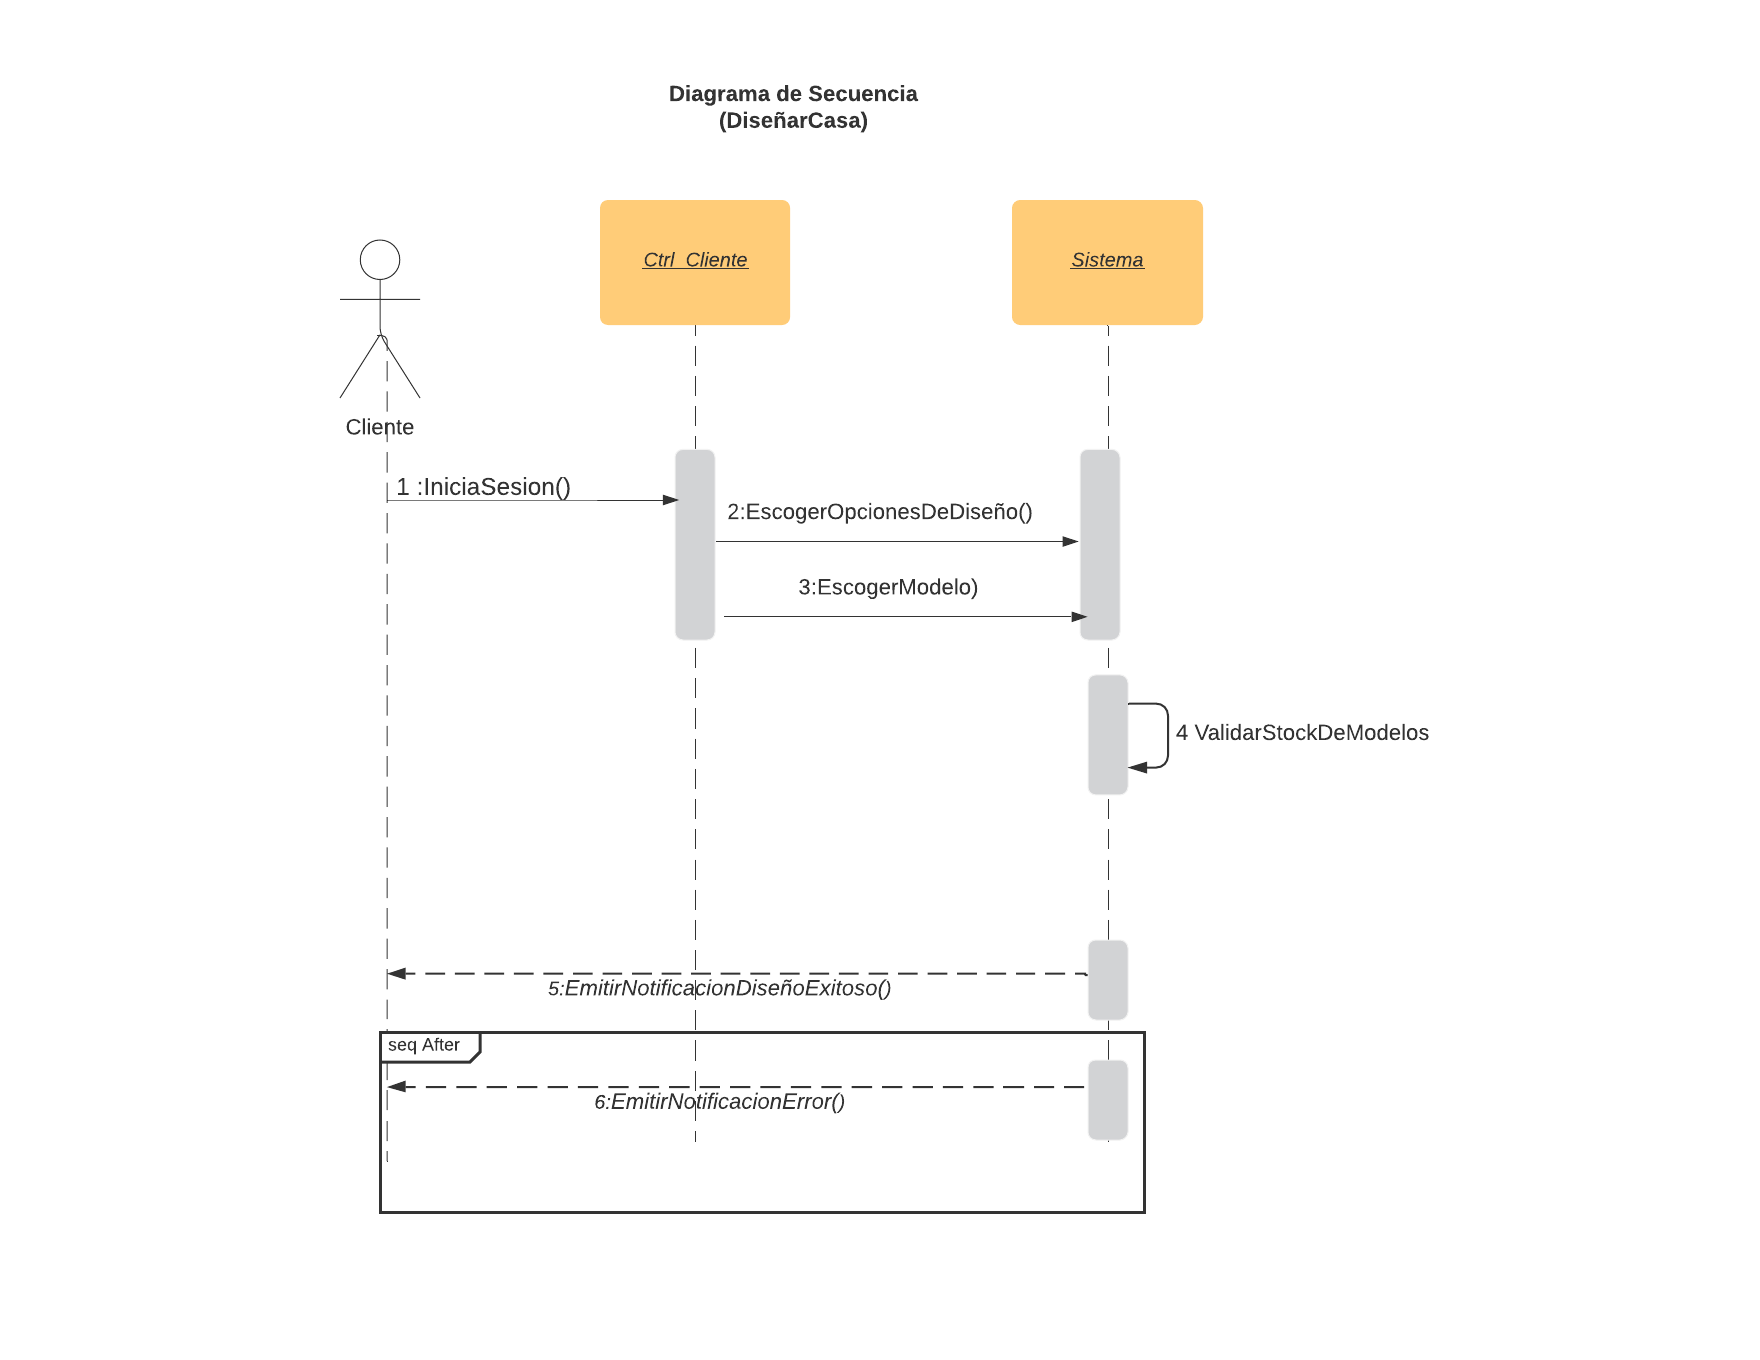 Diagrama de Secuencia
(DiseñarCasa)
Ctrl_Cliente
Sistema
Cliente
1 :IniciaSesion()
2:EscogerOpcionesDeDiseño()
3:EscogerModelo)
4 ValidarStockDeModelos
5:EmitirNotificacionDiseñoExitoso()
seq After
6:EmitirNotificacionError()